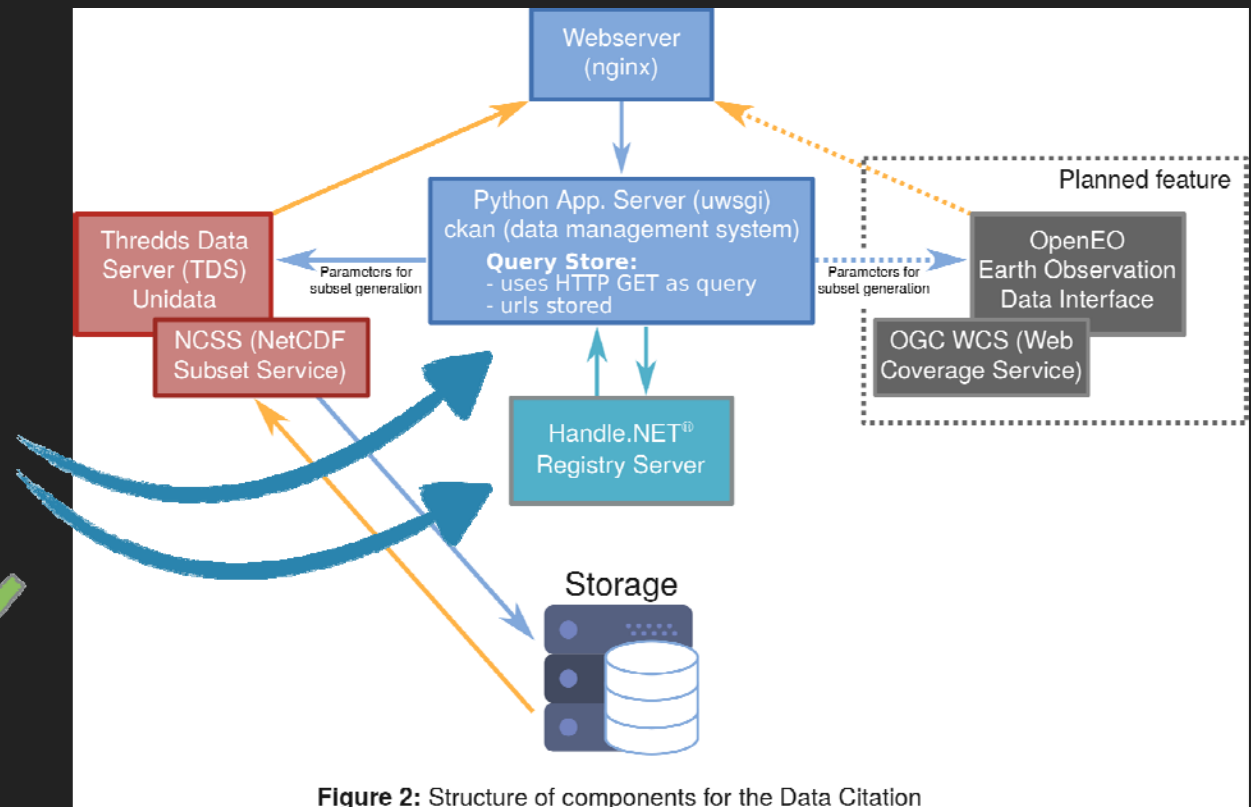 Webserver
(nginx)
Python App. Server (uwsgi)
ckan (data management system)
Query Store:
- uses HTTP GET as query
- urls stored
Planned feature
Thredds Data
Server (TDS)
Unidata
Parameters for
subset generation
Parameters for
subset generation
OpenEO
Earth Observation
Data Interface
NCSS (NetCDF
Subset Service)
OGC WCS (Web
Coverage Service)
Handle.NET®
Registry Server
Storage
Figure 2: Structure of components for the Data Citation